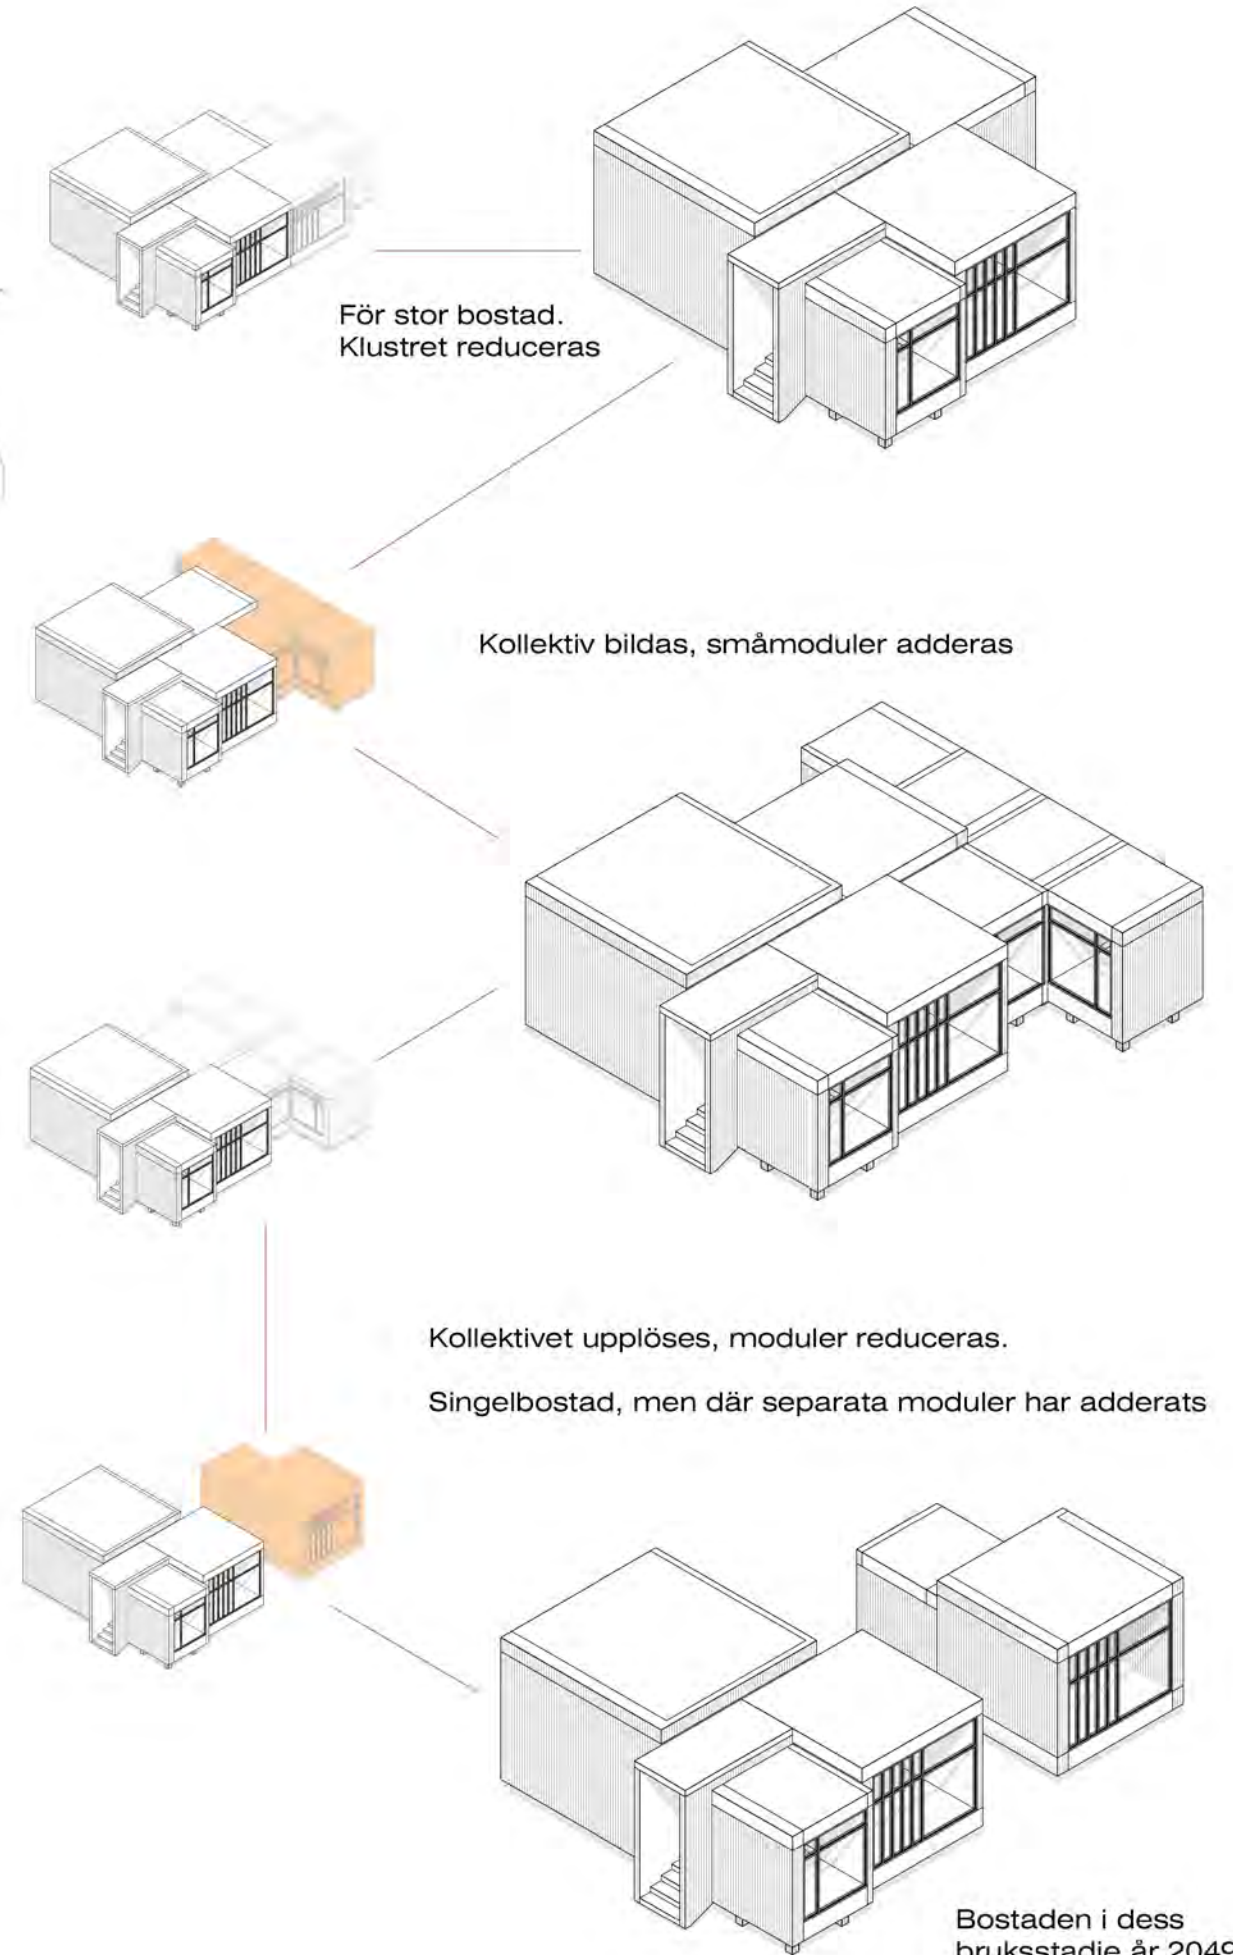 För stor bostad.
Klustret reduceras
Kollektiv bildas, småmoduler adderas
Kollektivet upplöses, moduler reduceras.
Singelbostad, men där separata moduler har adderats
Bostaden i dess
bruksstadie år 2049